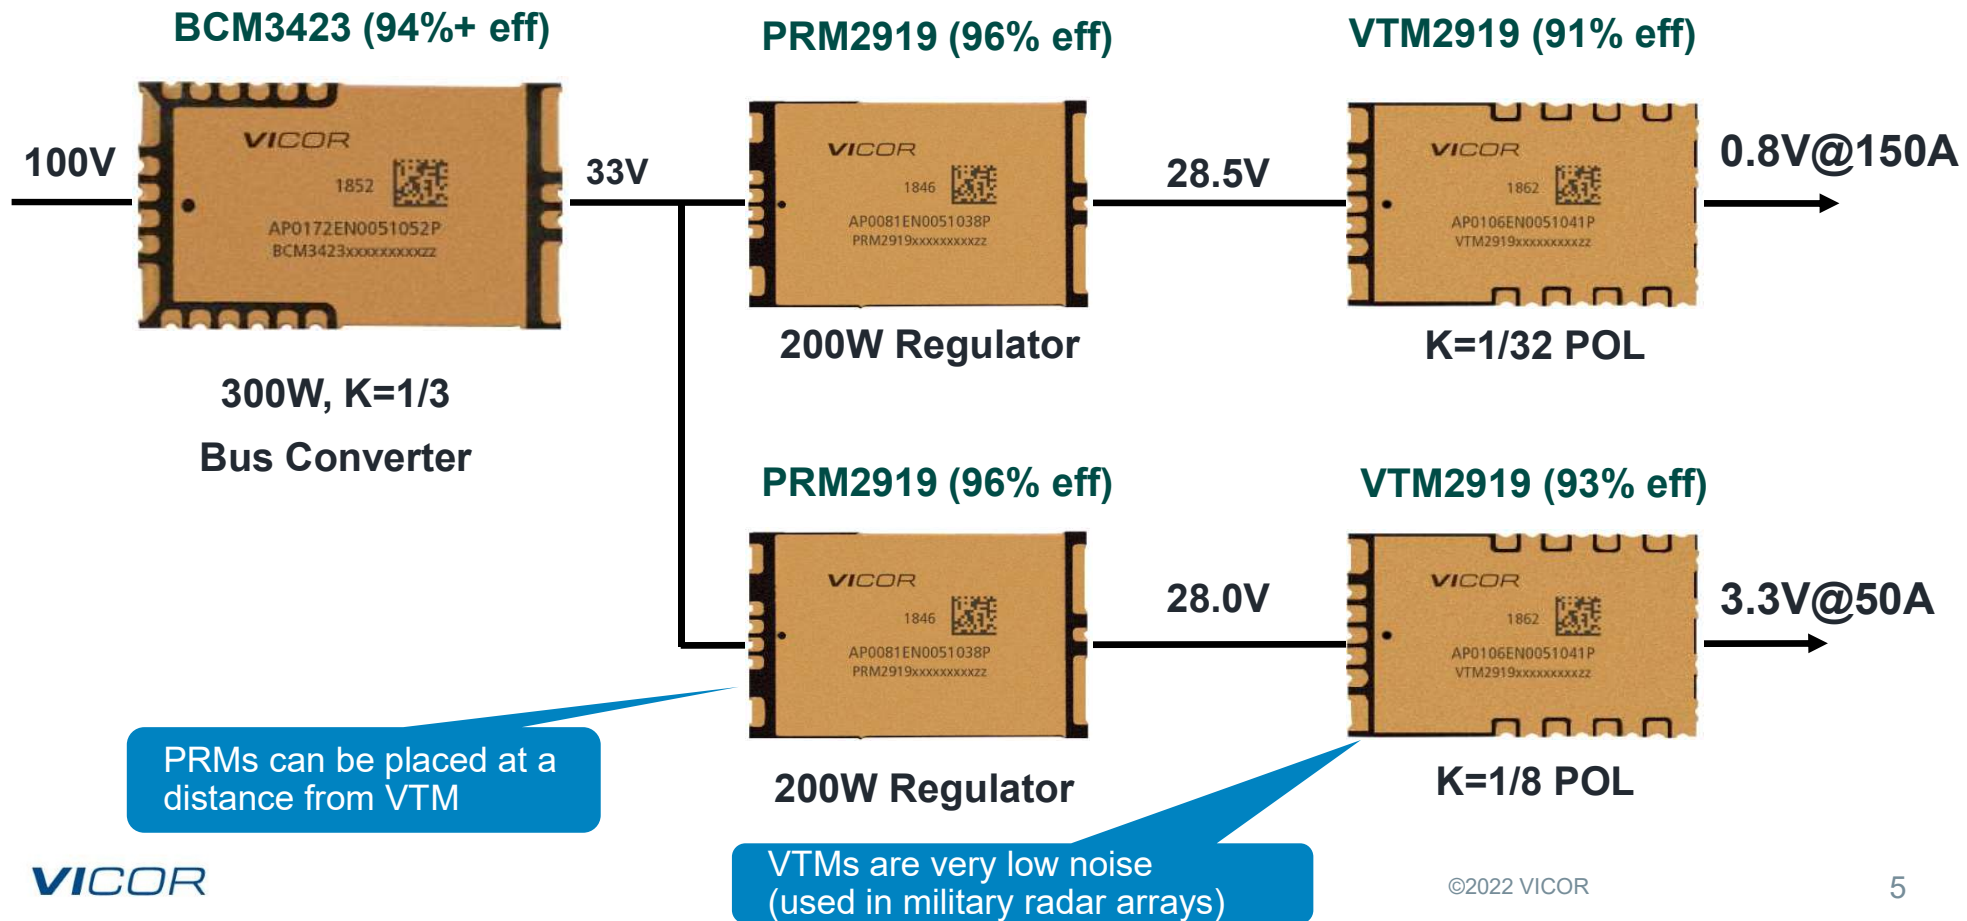 BCM3423 (94%+ eff)
PRM2919 (96% eff)
VTM2919 (91% eff)
100V
VICOR
1852
AP0172EN0051052P
BCM3423xxxxxxxxxxzz
33V
VICOR
1846
AP0081EN0051038P
PRM2919xxxxxxxxxxzz
28.5V
VICOR
1862
AP0106EN0051041P
VTM2919xxxxxxxxxzz
0.8V@150A
300W, K=1/3
Bus Converter
200W Regulator
K=1/32 POL
PRM2919 (96% eff)
VTM2919 (93% eff)
VICOR
1846
AP0081EN0051038P
PRM2919xxxxxxxxxxzz
28.0V
VICOR
1862
AP0106EN0051041P
VTM2919xxxxxxxxxzz
3.3V@50A
200W Regulator
K=1/8 POL
PRMs can be placed at a
distance from VTM
VTMs are very low noise
(used in military radar arrays)
VICOR
©2022 VICOR
5